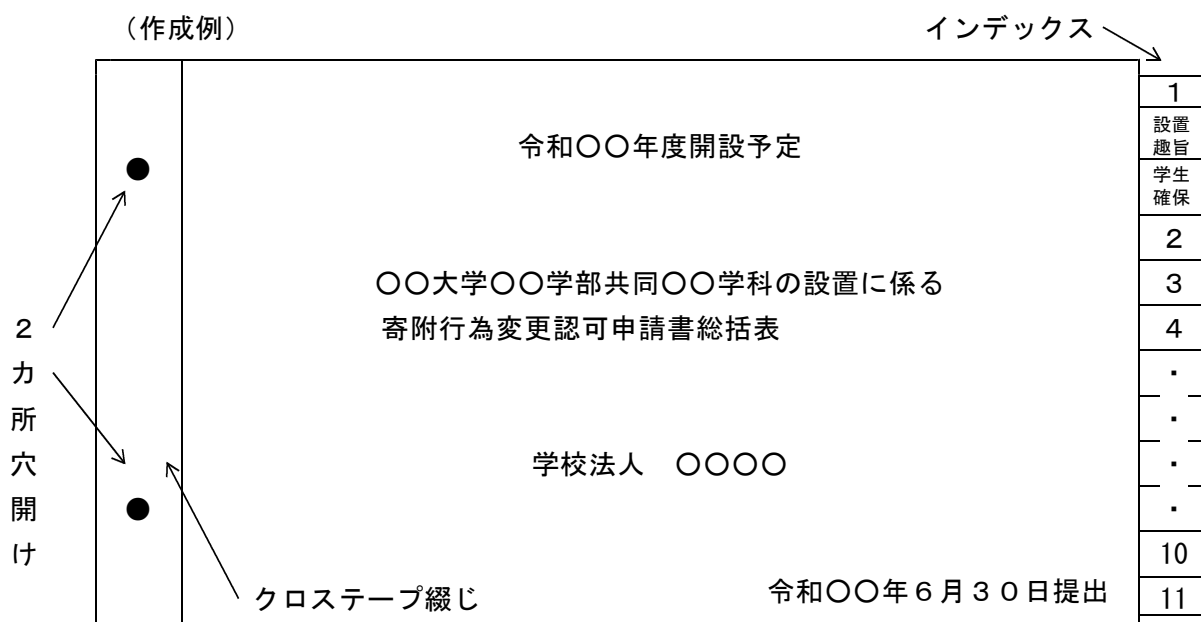 （作成例）
インデックス
令和〇〇年度開設予定
〇〇大学〇〇学部共同〇〇学科の設置に係る
寄附行為変更認可申請書総括表
学校法人　〇〇〇〇
令和〇〇年６月３０日提出
クロステープ綴じ
２カ所穴開け
１
設置
趣旨
学生
確保
２
３
４
・
・
・
・
10
11